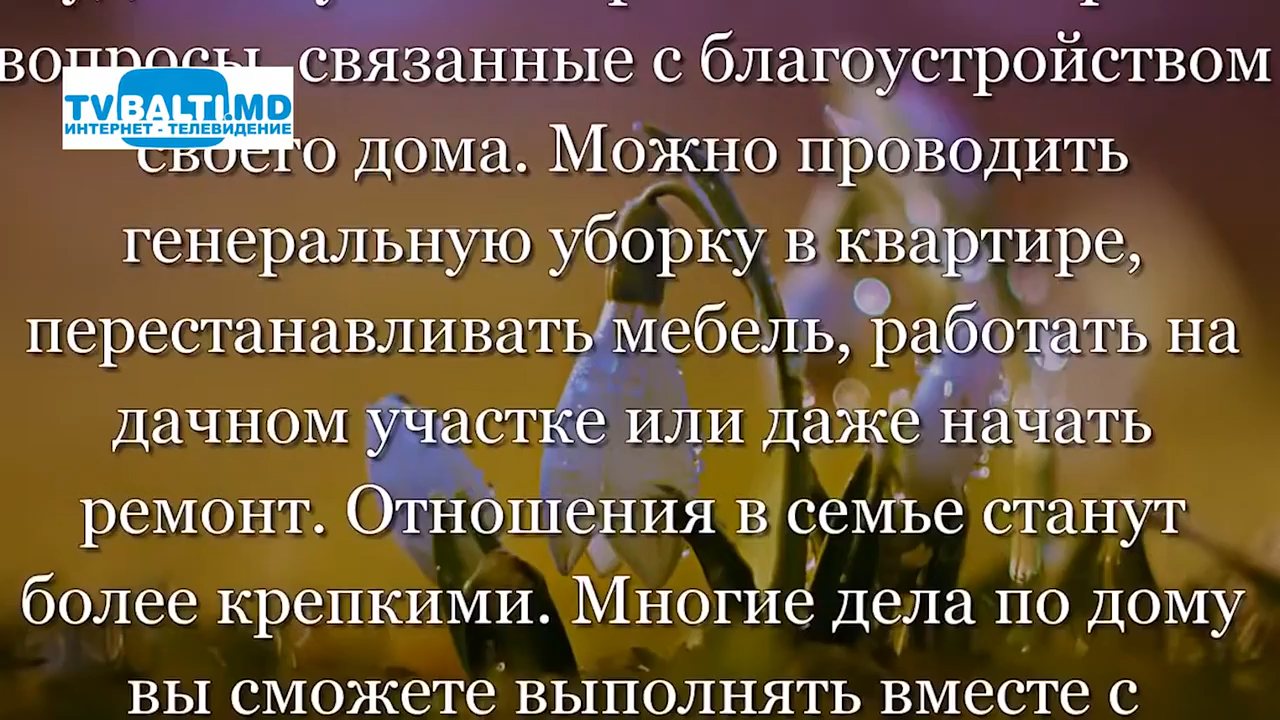 вопросы, связанные с благоустройством
TVBALTI.MD
ИНТЕРНЕТ - ТЕЛЕВИДЕНИЕ
своего дома. Можно проводить
генеральную уборку в квартире,
перестанавливать мебель, работать на
дачном участке или даже начать
ремонт. Отношения в семье станут
более крепкими. Многие дела по дому
вы сможете выполнять вместе с